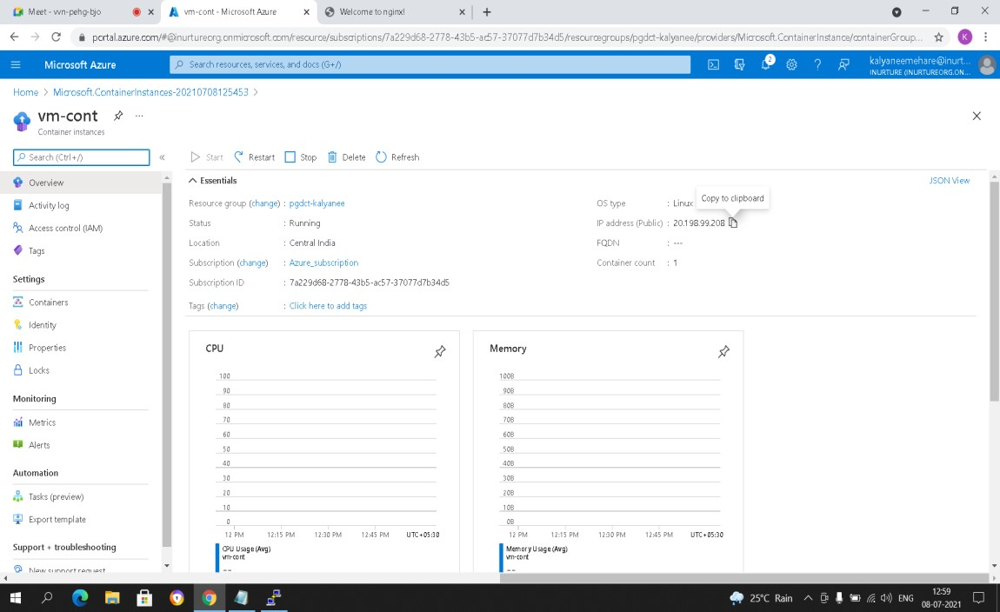 Meet - vvn-pehg-bjo
vm-cont - Microsoft Azure
Welcome to nginx!
portal.azure.com/#@inurtureorg.onmicrosoft.com/resource/subscriptions/7a229d68-2778-43b5-ac57-37077d7b34d5/resourcegroups/pgdct-kalyanee/providers/Microsoft.ContainerInstance/containerGroup...
K
Microsoft Azure
Search resources, services, and docs (G+/)
2
kalyaneemehare@inurt...
INURTURE (INURTUREORG.ON...
Home > Microsoft.ContainerInstances-20210708125453 >
vm-cont
Container instances
Search (Ctrl+/)
«
Start
Restart
Stop
Delete
Refresh
Overview
Activity log
Access control (IAM)
Tags
Settings
Containers
Identity
Properties
Locks
Monitoring
Metrics
Alerts
Automation
Tasks (preview)
Export template
Support + troubleshooting
New support request
Essentials
JSON View
Resource group (change) : pgdct-kalyanee
Status : Running
Location : Central India
Subscription (change) : Azure_subscription
Subscription ID : 7a229d68-2778-43b5-ac57-37077d7b34d5
Tags (change) : Click here to add tags
OS type : Linux
Copy to clipboard
IP address (Public) : 20.198.99.208
FQDN : ---
Container count : 1
CPU
100
90
80
70
60
50
40
30
20
10
0
12 PM 12:15 PM 12:30 PM 12:45 PM UTC+05:30
CPU Usage (Avg)
vm-cont
--
Memory
100B
90B
80B
70B
60B
50B
40B
30B
20B
10B
0B
12 PM 12:15 PM 12:30 PM 12:45 PM UTC+05:30
Memory Usage (Avg)
vm-cont
--
25°C Rain
ENG
12:59
08-07-2021